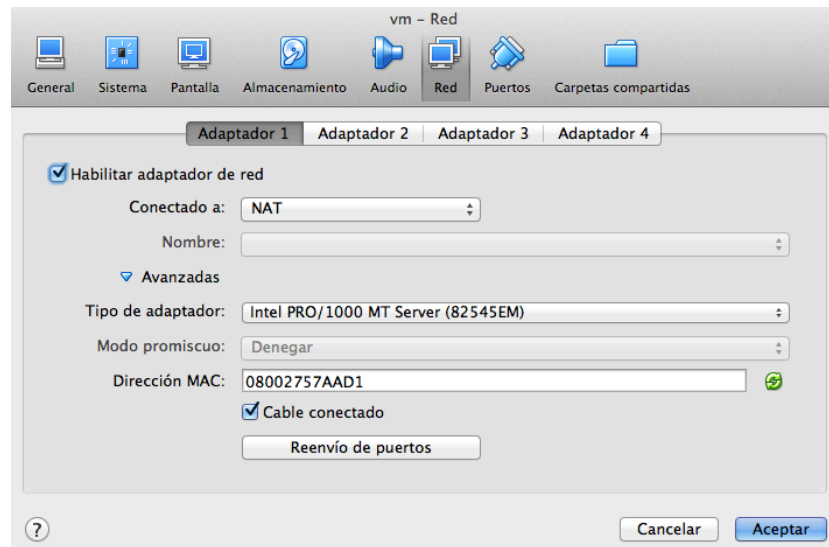 vm – Red
General Sistema Pantalla Almacenamiento Audio Red Puertos Carpetas compartidas
Adaptador 1 Adaptador 2 Adaptador 3 Adaptador 4
Habilitar adaptador de red
Conectado a: NAT
Nombre:
Avanzadas
Tipo de adaptador: Intel PRO/1000 MT Server (82545EM)
Modo promiscuo: Denegar
Dirección MAC: 08002757AAD1
Cable conectado
Reenvío de puertos
? Cancelar Aceptar